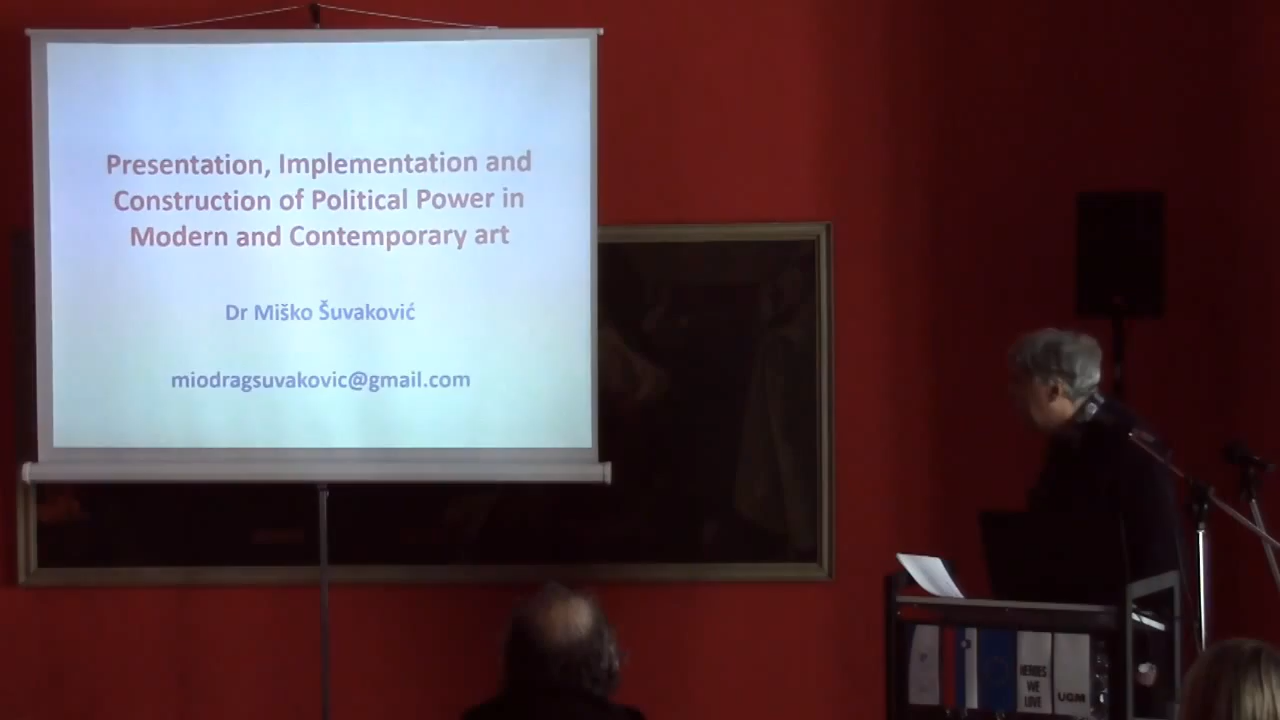 Presentation, Implementation and
Construction of Political Power in
Modern and Contemporary art
Dr Miško Šuvaković
miodragsuvakovic@gmail.com
HEROES
WE
LOVE
UGM